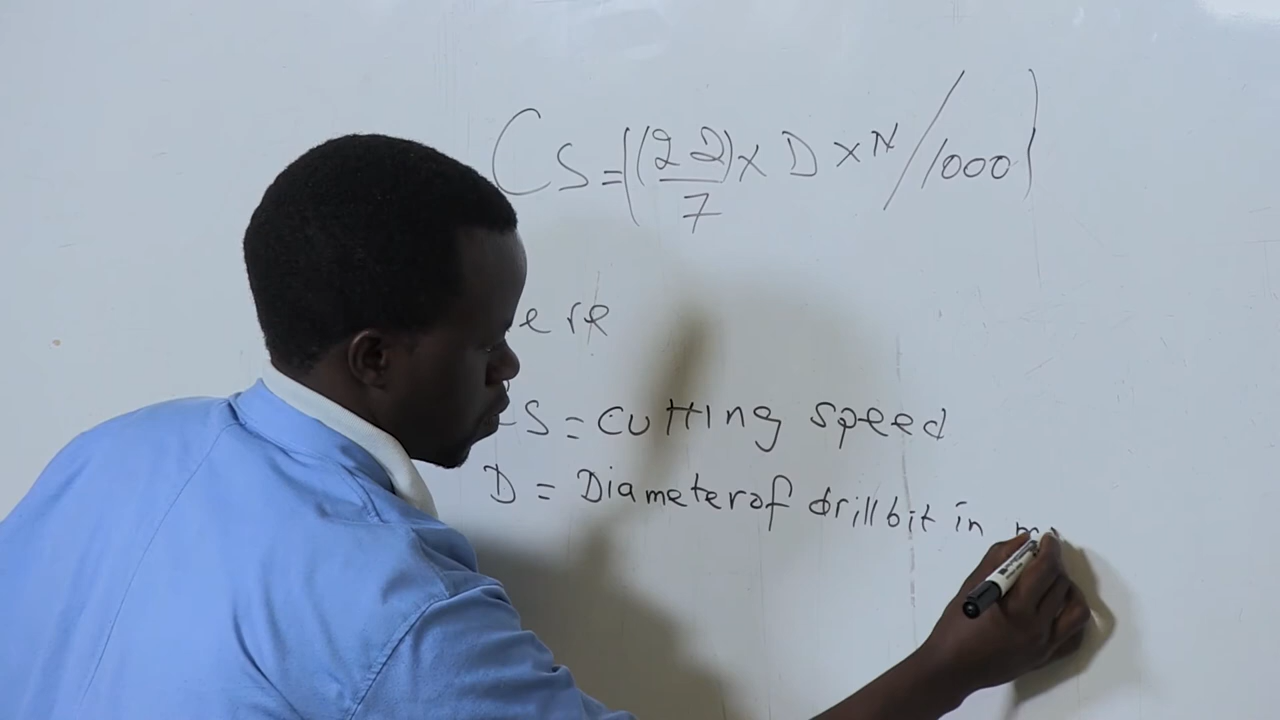 CS=((22/7)x D x N/1000)
ere
S = cutting speed
D = Diameter of drill bit in